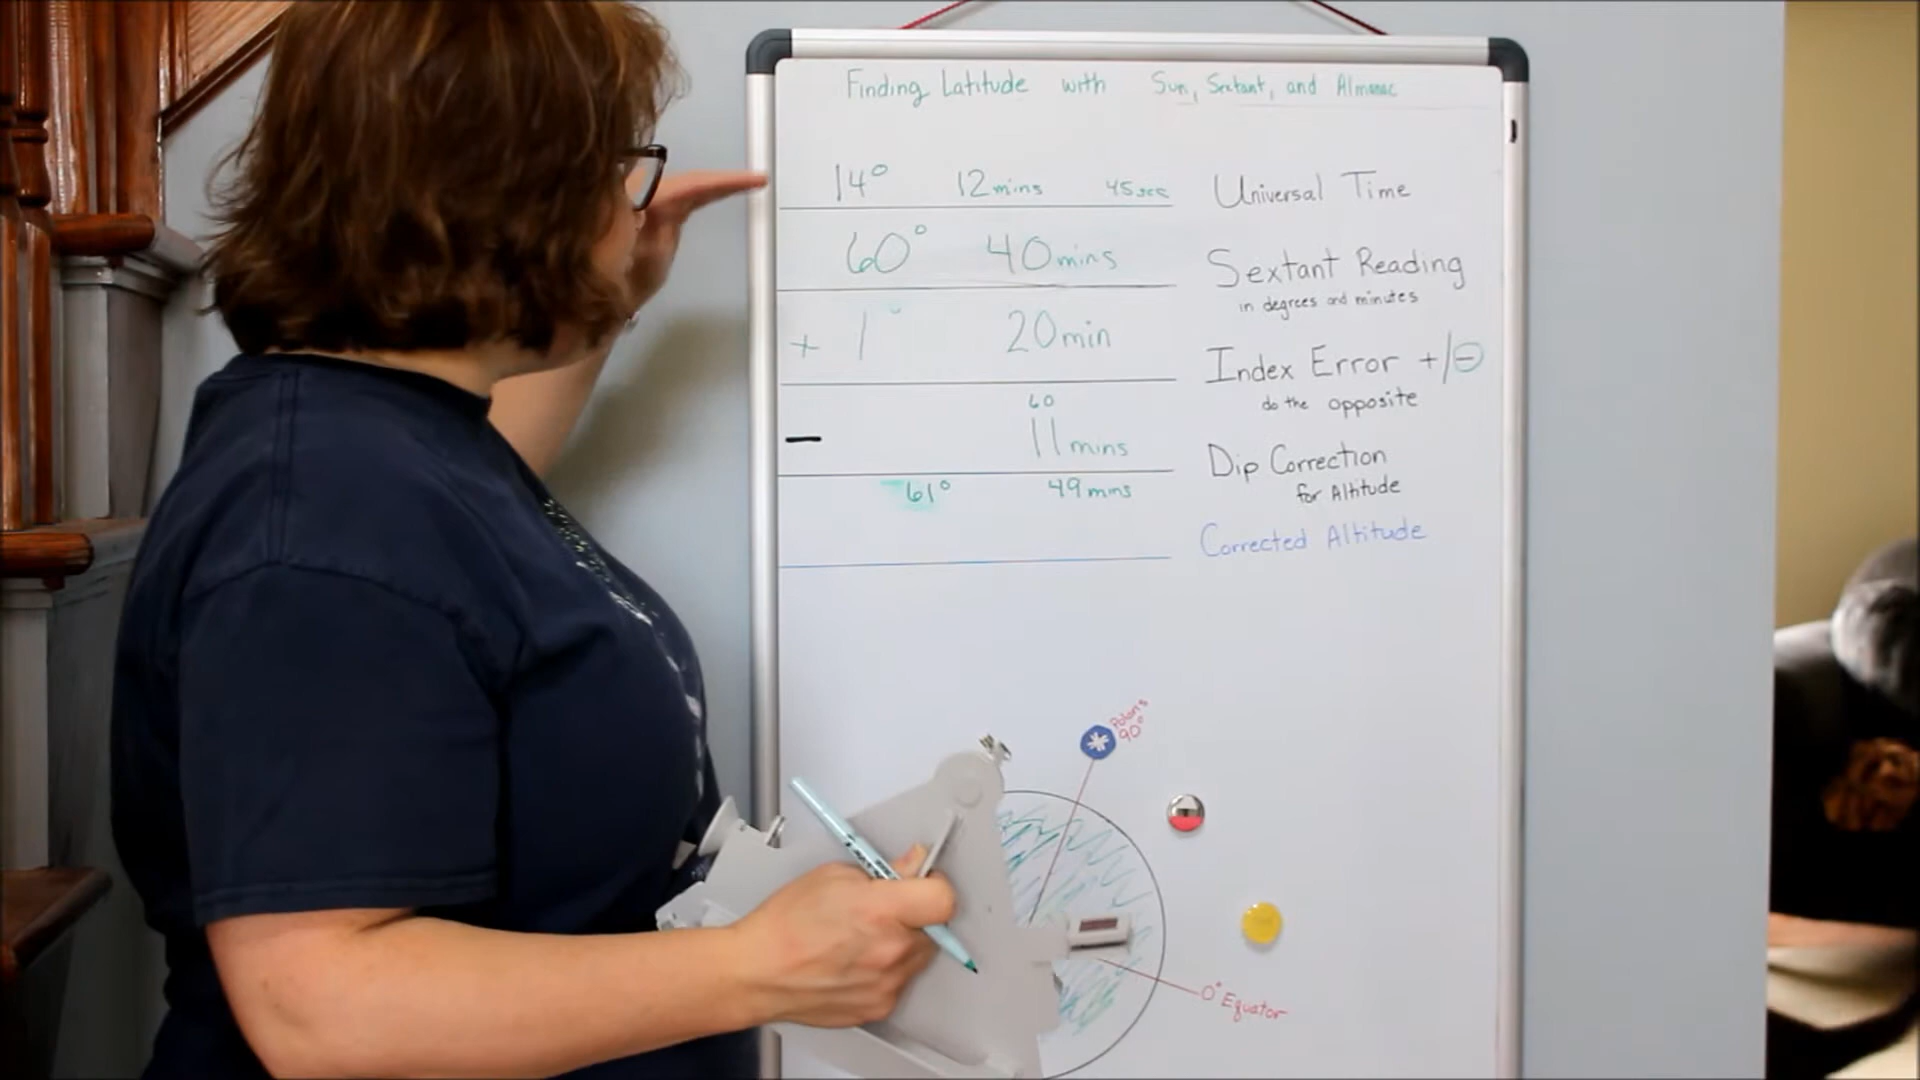 Finding Latitude with Sun, Sextant, and Almanac
14° 12 mins 45 sec Universal Time
60° 40 mins Sextant Reading
in degrees and minutes
+ 1° 20 min Index Error +/-
do the opposite
60
- 11 mins Dip Correction
for Altitude
61° 49 mins
Corrected Altitude
Polaris
90°
0° Equator